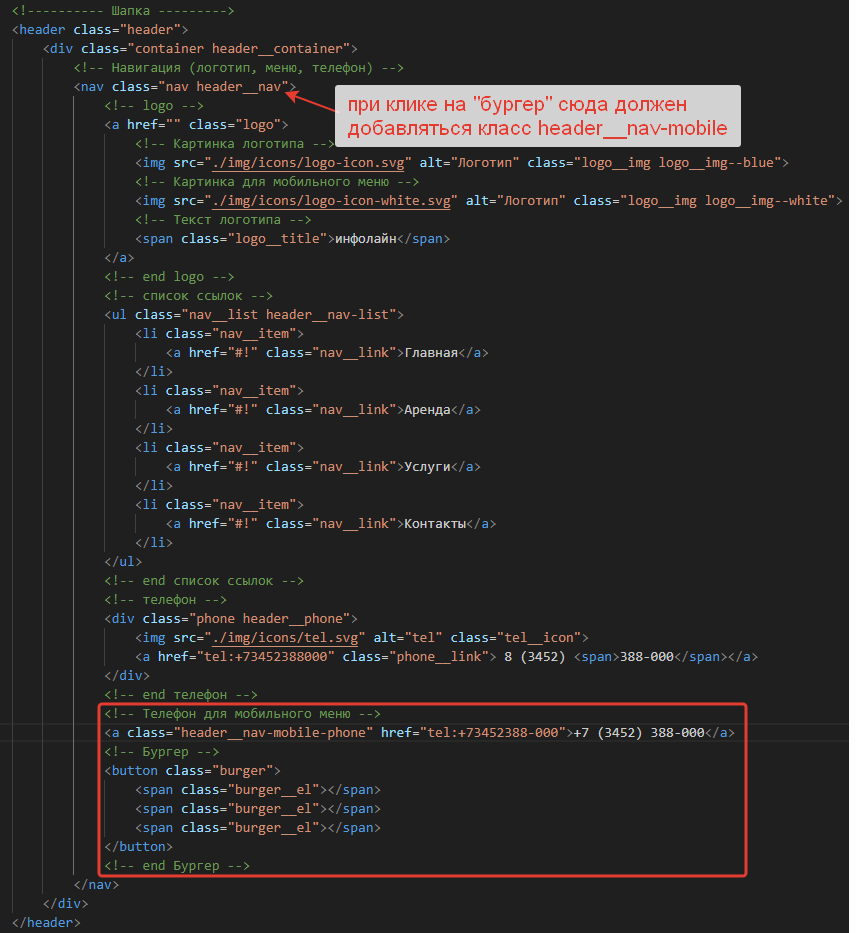 <!---------- Шапка --------->
<header class="header">
<div class="container header__container">
<!-- Навигация (логотип, меню, телефон) -->
<nav class="nav header__nav">
при клике на "бургер" сюда должен
добавляться класс header__nav-mobile
<!-- logo -->
<a href="" class="logo">
<!-- Картинка логотипа -->
<img src="./img/icons/logo-icon.svg" alt="Логотип" class="logo__img logo__img--blue">
<!-- Картинка для мобильного меню -->
<img src="./img/icons/logo-icon-white.svg" alt="Логотип" class="logo__img logo__img--white">
<!-- Текст логотипа -->
<span class="logo__title">инфолайн</span>
</a>
<!-- end logo -->
<!-- список ссылок -->
<ul class="nav__list header__nav-list">
<li class="nav__item">
<a href="#!" class="nav__link">Главная</a>
</li>
<li class="nav__item">
<a href="#!" class="nav__link">Аренда</a>
</li>
<li class="nav__item">
<a href="#!" class="nav__link">Услуги</a>
</li>
<li class="nav__item">
<a href="#!" class="nav__link">Контакты</a>
</li>
</ul>
<!-- end список ссылок -->
<!-- телефон -->
<div class="phone header__phone">
<img src="./img/icons/tel.svg" alt="tel" class="tel__icon">
<a href="tel:+73452388000" class="phone__link"> 8 (3452) <span>388-000</span></a>
</div>
<!-- end телефон -->
<!-- Телефон для мобильного меню -->
<a class="header__nav-mobile-phone" href="tel:+73452388-000">+7 (3452) 388-000</a>
<!-- Бургер -->
<button class="burger">
<span class="burger__el"></span>
<span class="burger__el"></span>
<span class="burger__el"></span>
</button>
<!-- end Бургер -->
</nav>
</div>
</header>